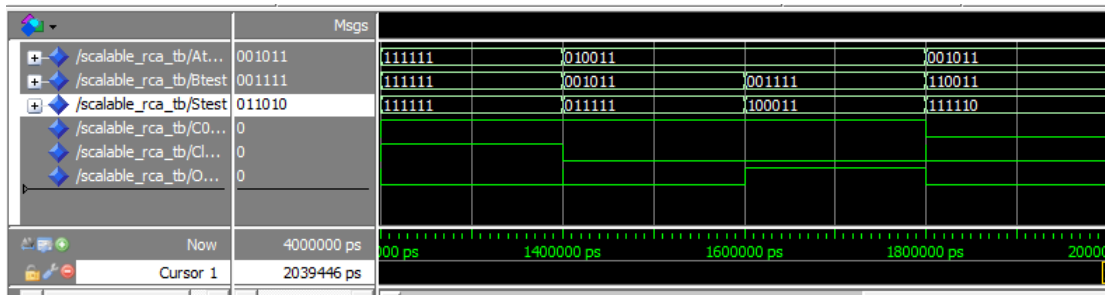 Msgs
/scalable_rca_tb/At... 001011 111111 010011 001011
/scalable_rca_tb/Btest 001111 111111 001011 001111 110011
/scalable_rca_tb/Stest 011010 111111 011111 100011 111110
/scalable_rca_tb/C0... 0
/scalable_rca_tb/Cl... 0
/scalable_rca_tb/O... 0
Now 4000000 ps 000 ps 1400000 ps 1600000 ps 1800000 ps 20000
Cursor 1 2039446 ps